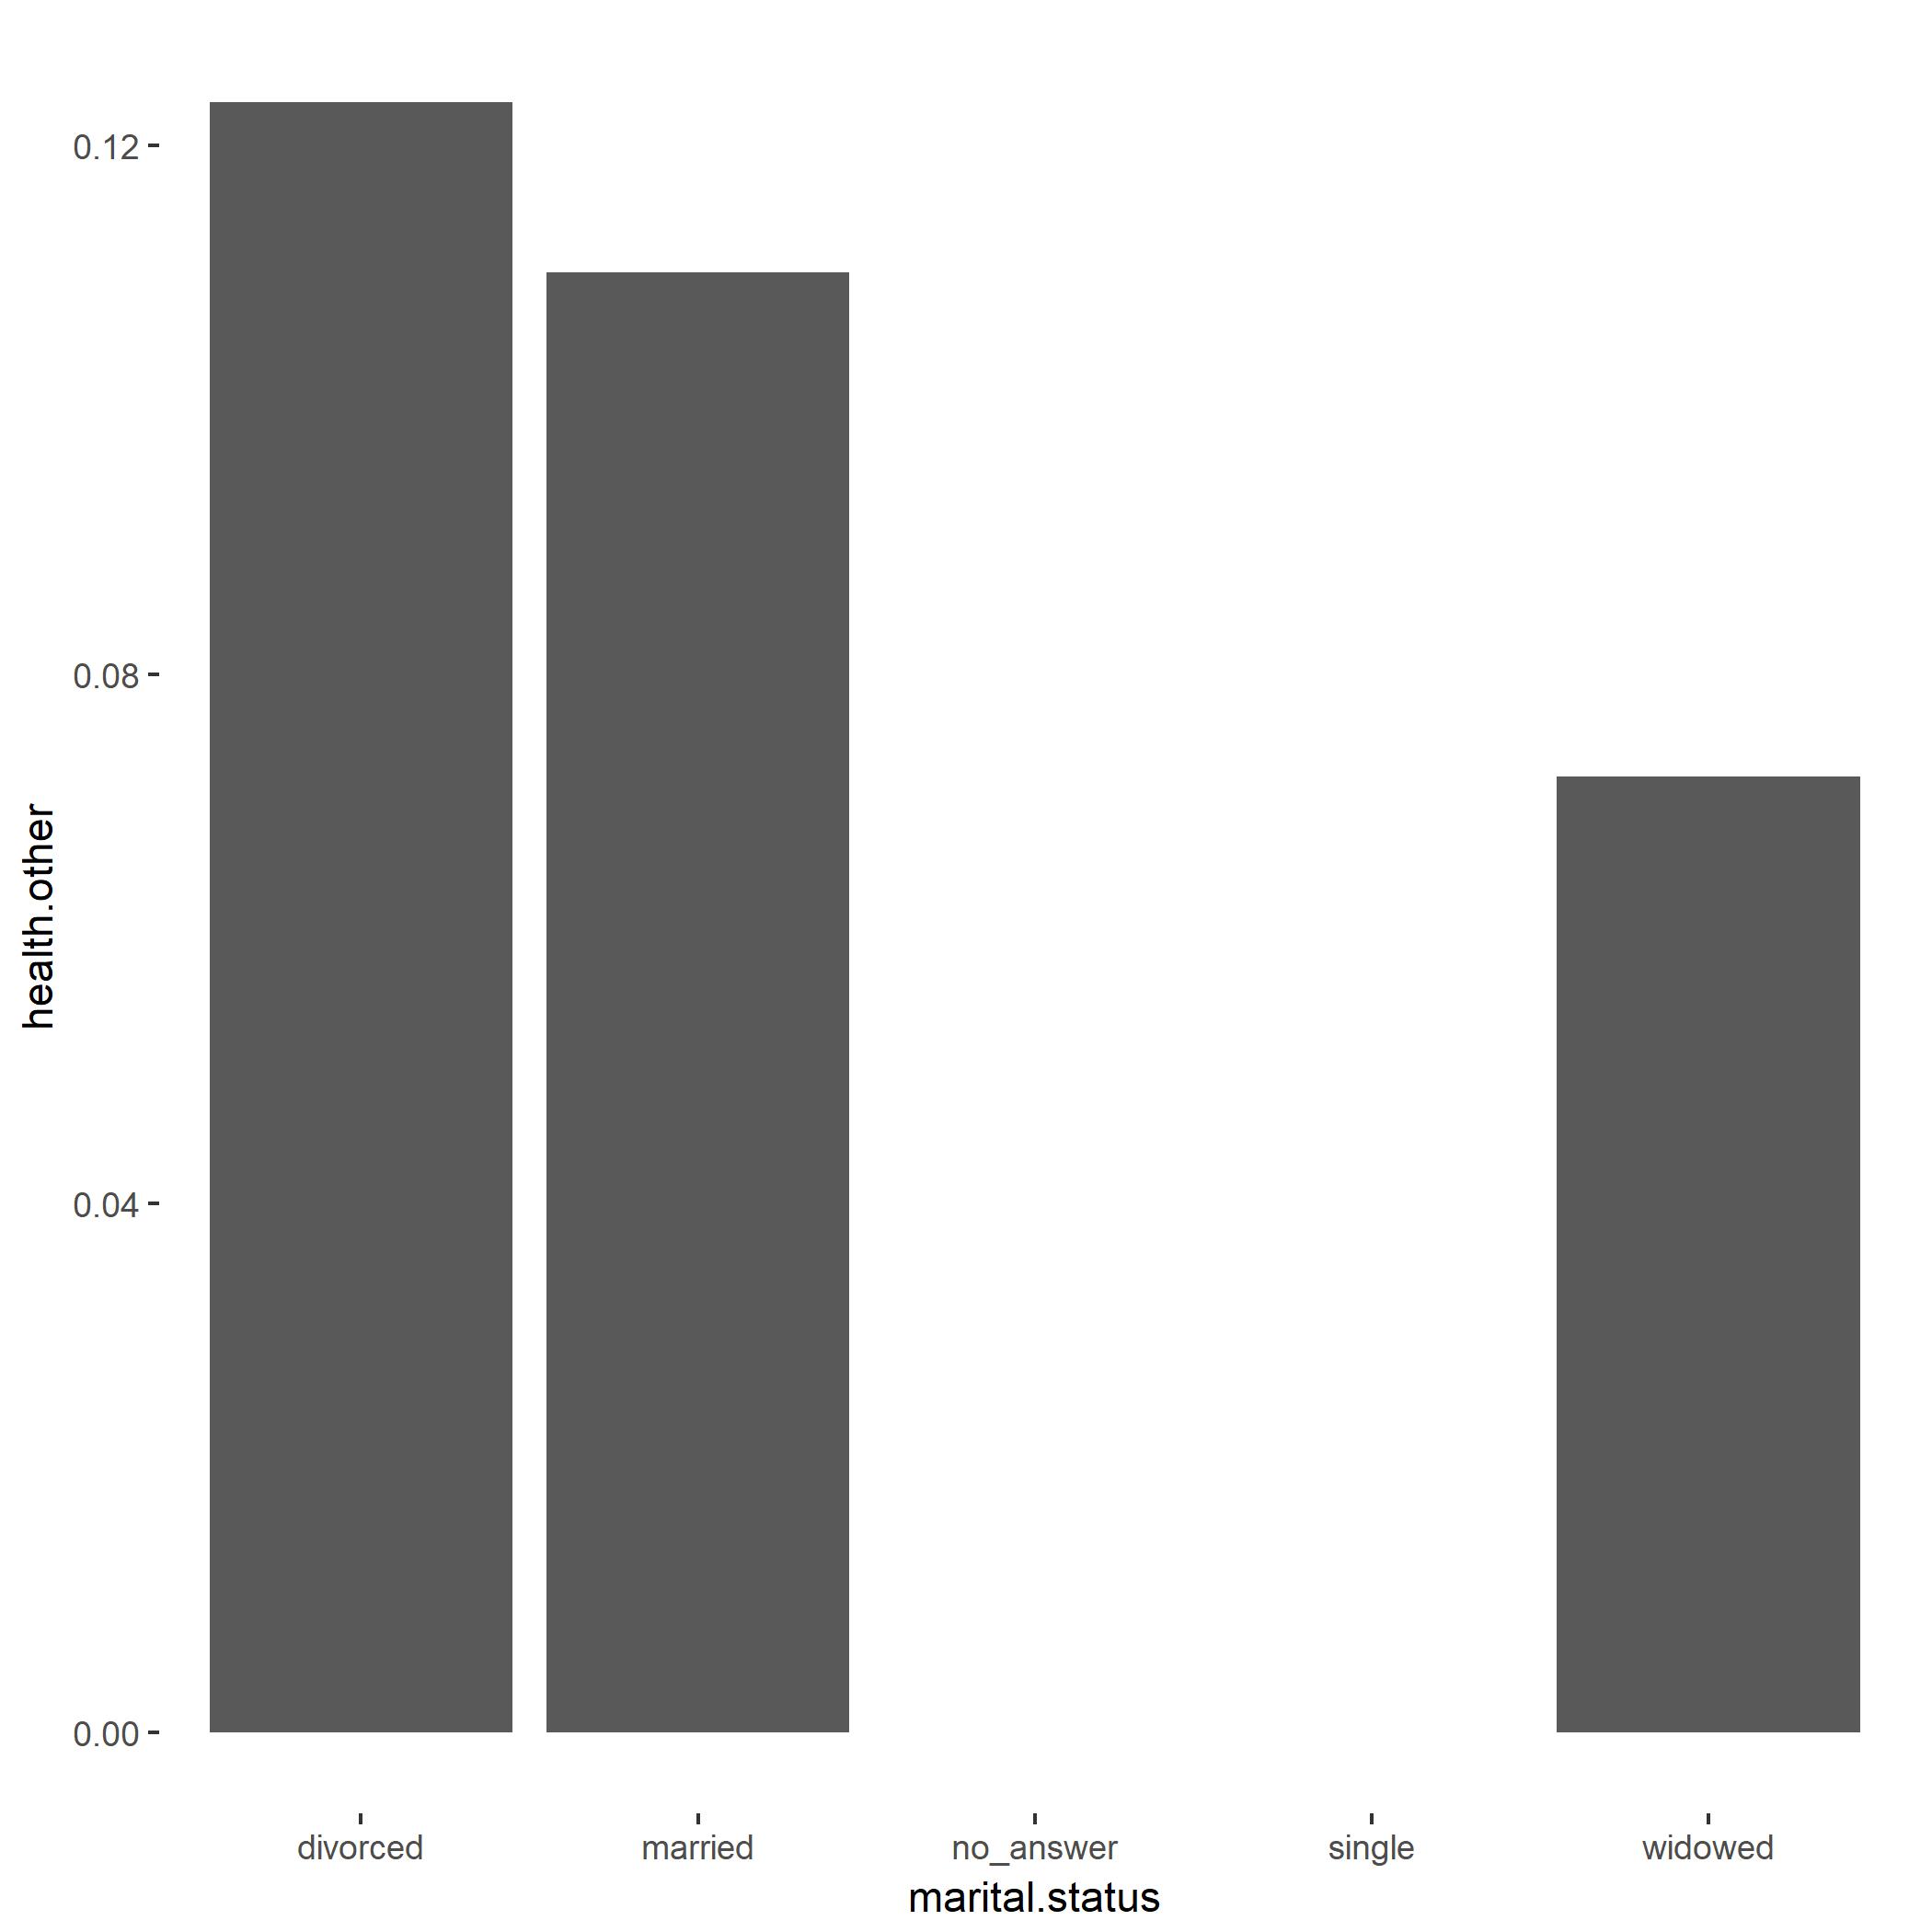 0.12
0.08
0.04
0.00
health.other
divorced married no_answer single widowed
marital.status